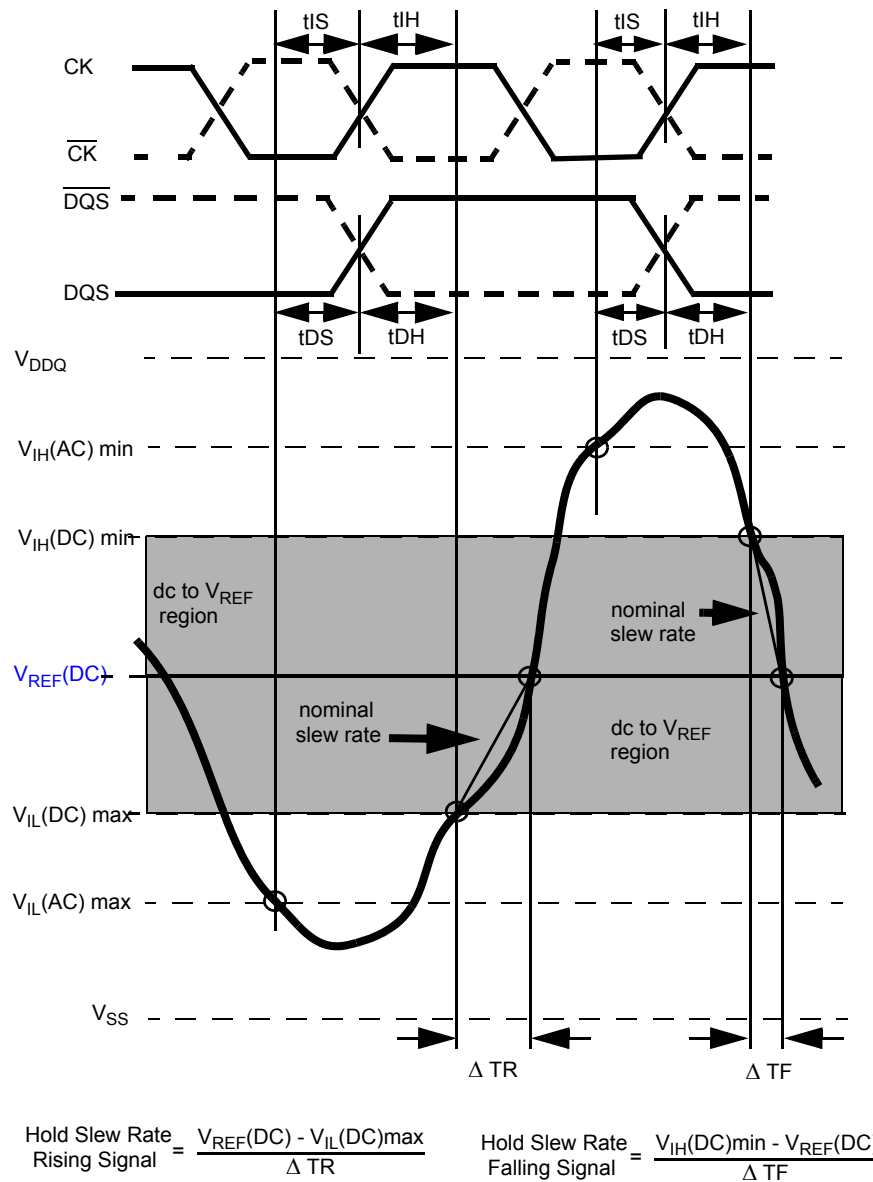 tIS tIH tIS tIH
CK
CK
DQS
DQS
tDS tDH tDS tDH
VDDQ
VIH(AC) min
VIH(DC) min
dc to VREF
region
nominal
slew rate
VREF(DC)
nominal
slew rate
dc to VREF
region
VIL(DC) max
VIL(AC) max
VSS
Δ TR Δ TF
Hold Slew Rate
Rising Signal = VREF(DC) - VIL(DC)max
Δ TR
Hold Slew Rate
Falling Signal = VIH(DC)min - VREF(DC
Δ TF